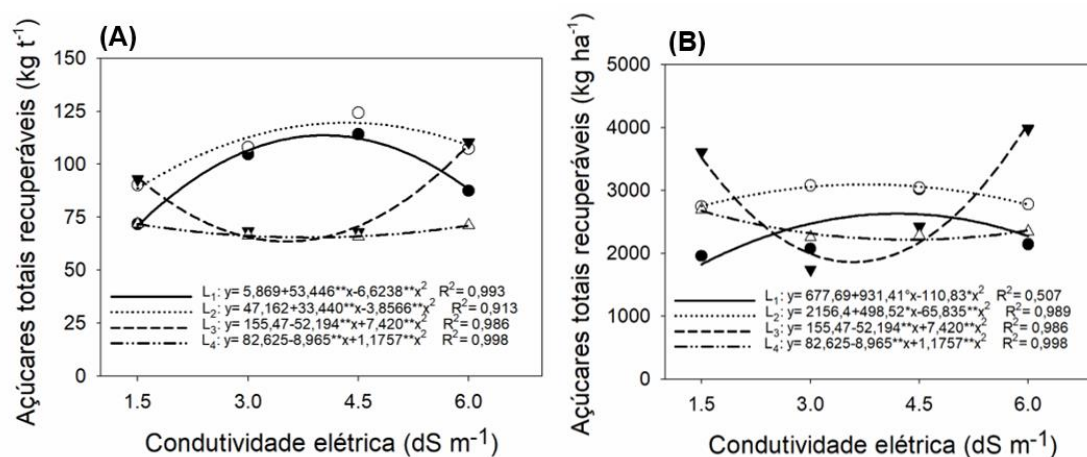 (A)
Açúcares totais recuperáveis (kg t⁻¹)
150
125
100
75
50
25
0
L₁: y= 5,869+53,446**x-6,6238**x² R²= 0,993
L₂: y= 47,162+33,440**x-3,8566**x² R²= 0,913
L₃: y= 155,47-52,194**x+7,420**x² R²= 0,986
L₄: y= 82,625-8,965**x+1,1757**x² R²= 0,998
1.5 3.0 4.5 6.0
Condutividade elétrica (dS m⁻¹)
(B)
Açúcares totais recuperáveis (kg ha⁻¹)
5000
4000
3000
2000
1000
0
L₁: y= 677,69+931,41°x-110,83*x² R²= 0,507
L₂: y= 2156,4+498,52*x-65,835**x² R²= 0,989
L₃: y= 155,47-52,194**x+7,420**x² R²= 0,986
L₄: y= 82,625-8,965**x+1,1757**x² R²= 0,998
1.5 3.0 4.5 6.0
Condutividade elétrica (dS m⁻¹)